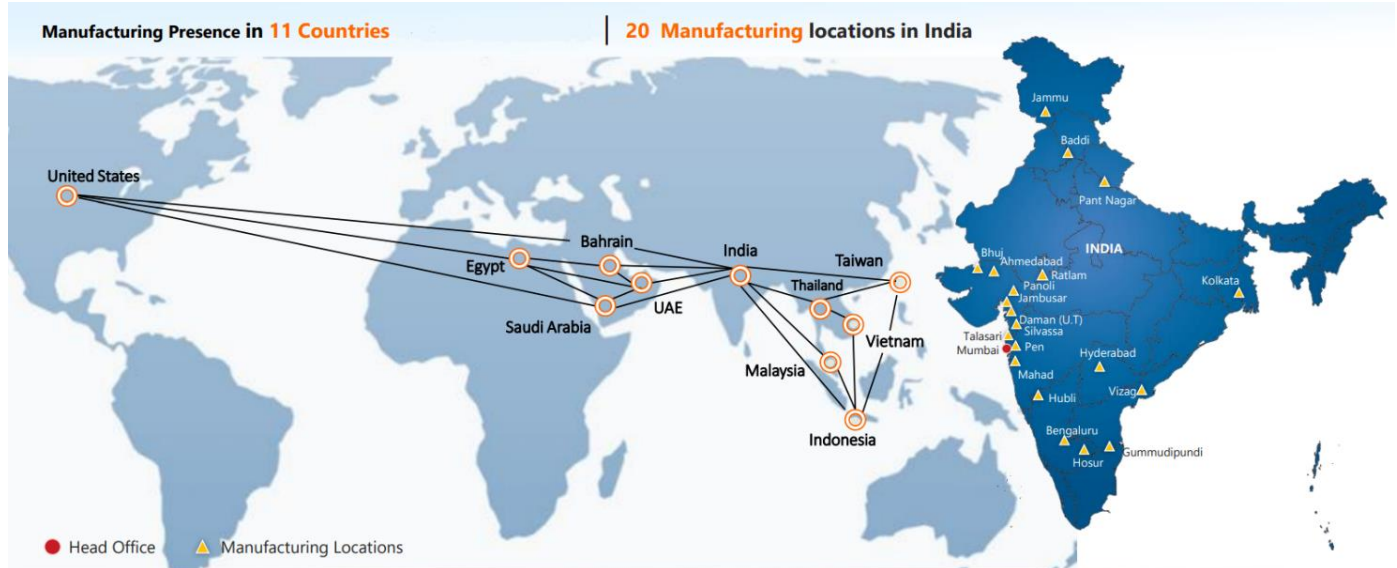 Manufacturing Presence in 11 Countries
20 Manufacturing locations in India
United States
Egypt
Bahrain
Saudi Arabia
UAE
India
Taiwan
Thailand
Vietnam
Malaysia
Indonesia
Jammu
Baddi
Pant Nagar
INDIA
Bhuj
Ahmedabad
Ratlam
Panoli
Jambusar
Kolkata
Daman (U.T)
Silvassa
Talasari
Mumbai
Pen
Mahad
Hyderabad
Hubli
Vizag
Bengaluru
Hosur
Gummudipundi
Head Office
Manufacturing Locations